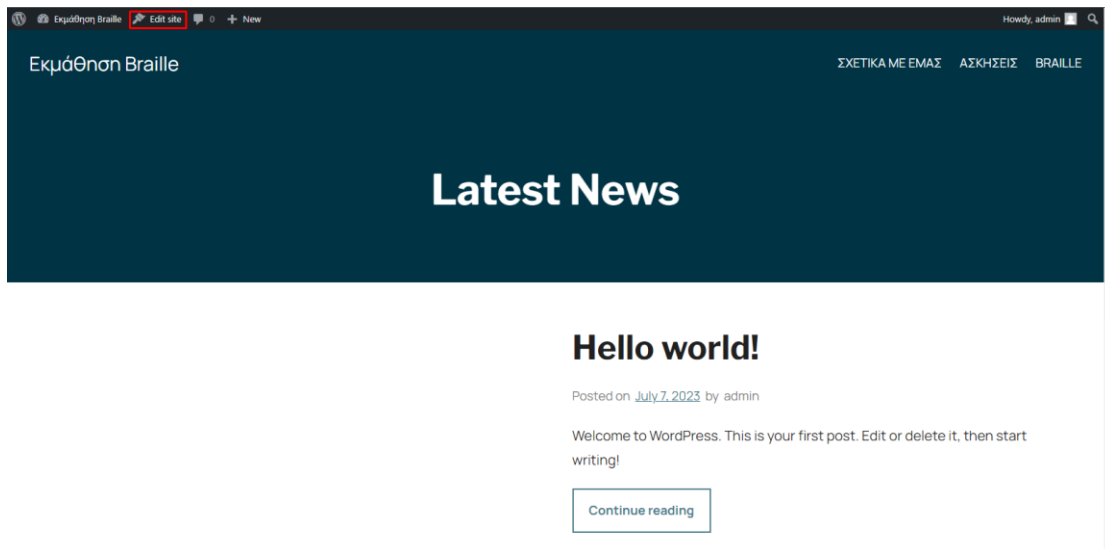 Εκμάθηση Braille Edit site 0 New Howdy, admin
Εκμάθηση Braille ΣΧΕΤΙΚΑ ΜΕ ΕΜΑΣ ΑΣΚΗΣΕΙΣ BRAILLE
Latest News
Hello world!
Posted on July 7, 2023 by admin
Welcome to WordPress. This is your first post. Edit or delete it, then start
writing!
Continue reading